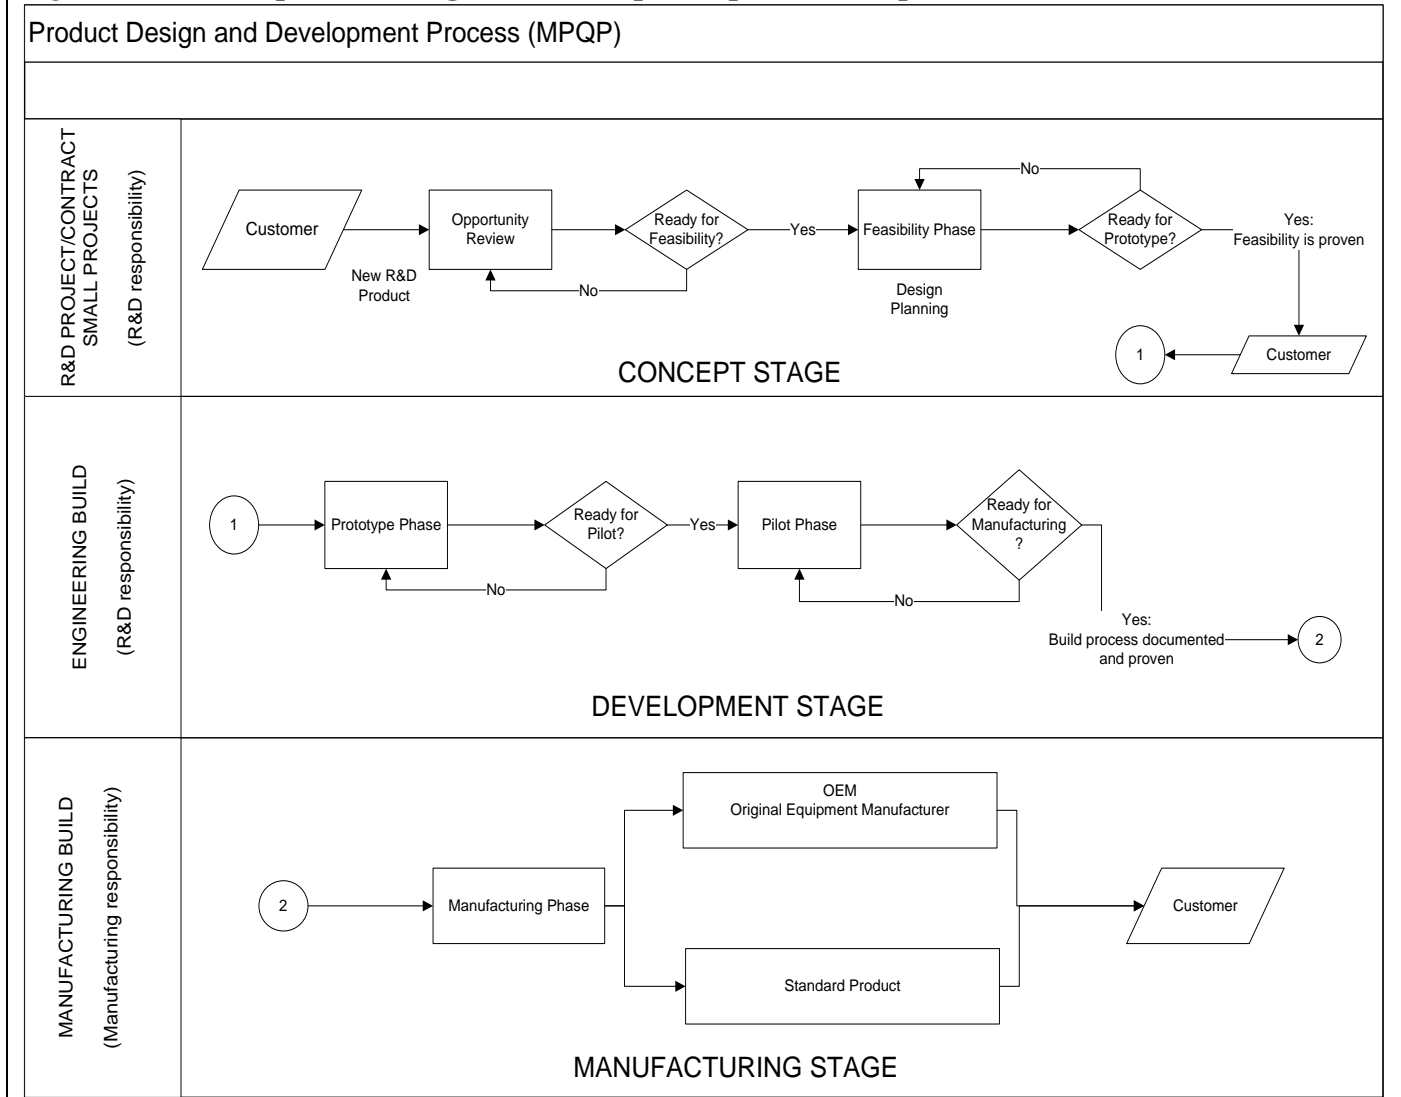 Product Design and Development Process (MPQP)
R&D PROJECT/CONTRACT
SMALL PROJECTS
(R&D responsibility)
Customer
New R&D
Product
Opportunity
Review
No
Ready for
Feasibility?
Yes
Feasibility Phase
Design
Planning
No
Ready for
Prototype?
Yes:
Feasibility is proven
Customer
1
CONCEPT STAGE
ENGINEERING BUILD
(R&D responsibility)
1
Prototype Phase
No
Ready for
Pilot?
Yes
Pilot Phase
No
Ready for
Manufacturing
?
Yes:
Build process documented
and proven
2
DEVELOPMENT STAGE
MANUFACTURING BUILD
(Manufacturing responsibility)
2
Manufacturing Phase
OEM
Original Equipment Manufacturer
Standard Product
Customer
MANUFACTURING STAGE